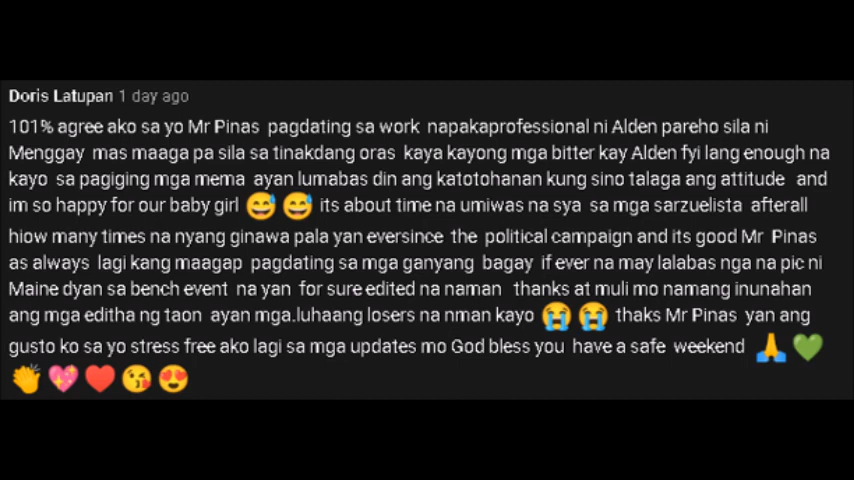 Doris Latupan 1 day ago
101% agree ako sa yo Mr Pinas pagdating sa work napakaprofessional ni Alden pareho sila ni
Menggay mas maaga pa sila sa tinakdang oras kaya kayong mga bitter kay Alden fyi lang enough na
kayo sa pagiging mga mema ayan lumabas din ang katotohanan kung sino talaga ang attitude and
im so happy for our baby girl 😅 😅 its about time na umiwas na sya sa mga sarzuelista afterall
hiow many times na nyang ginawa pala yan eversince the political campaign and its good Mr Pinas
as always lagi kang maagap pagdating sa mga ganyang bagay if ever na may lalabas nga na pic ni
Maine dyan sa bench event na yan for sure edited na naman thanks at muli mo namang inunahan
ang mga editha ng taon ayan mga.luhaang losers na nman kayo 😭 😭 thaks Mr Pinas yan ang
gusto ko sa yo stress free ako lagi sa mga updates mo God bless you have a safe weekend 🙏 💚
👏 💖 ♥️ 😘 😍